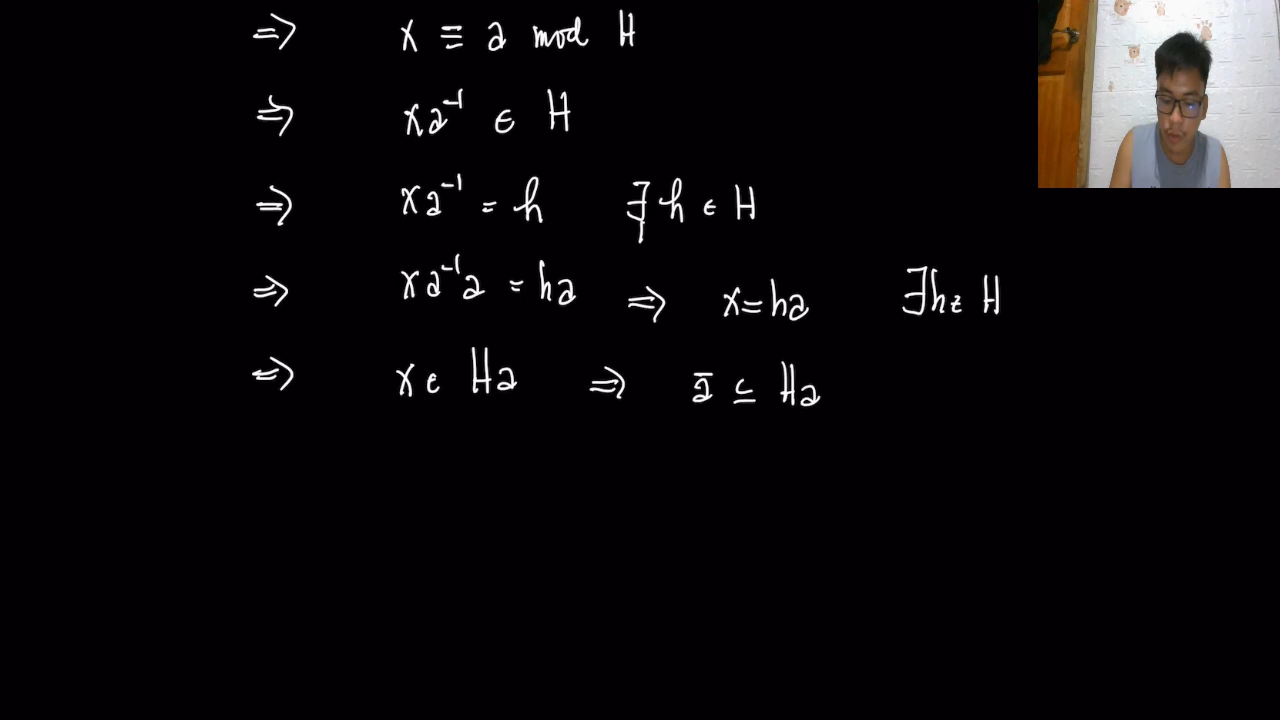 ⇒ x ≡ a mod H
⇒ xa⁻¹ ∈ H
⇒ xa⁻¹ = h ∃ h ∈ H
⇒ xa⁻¹a = ha ⇒ x = ha ∃ h ∈ H
⇒ x ∈ Ha ⇒ a̅ ⊆ Ha